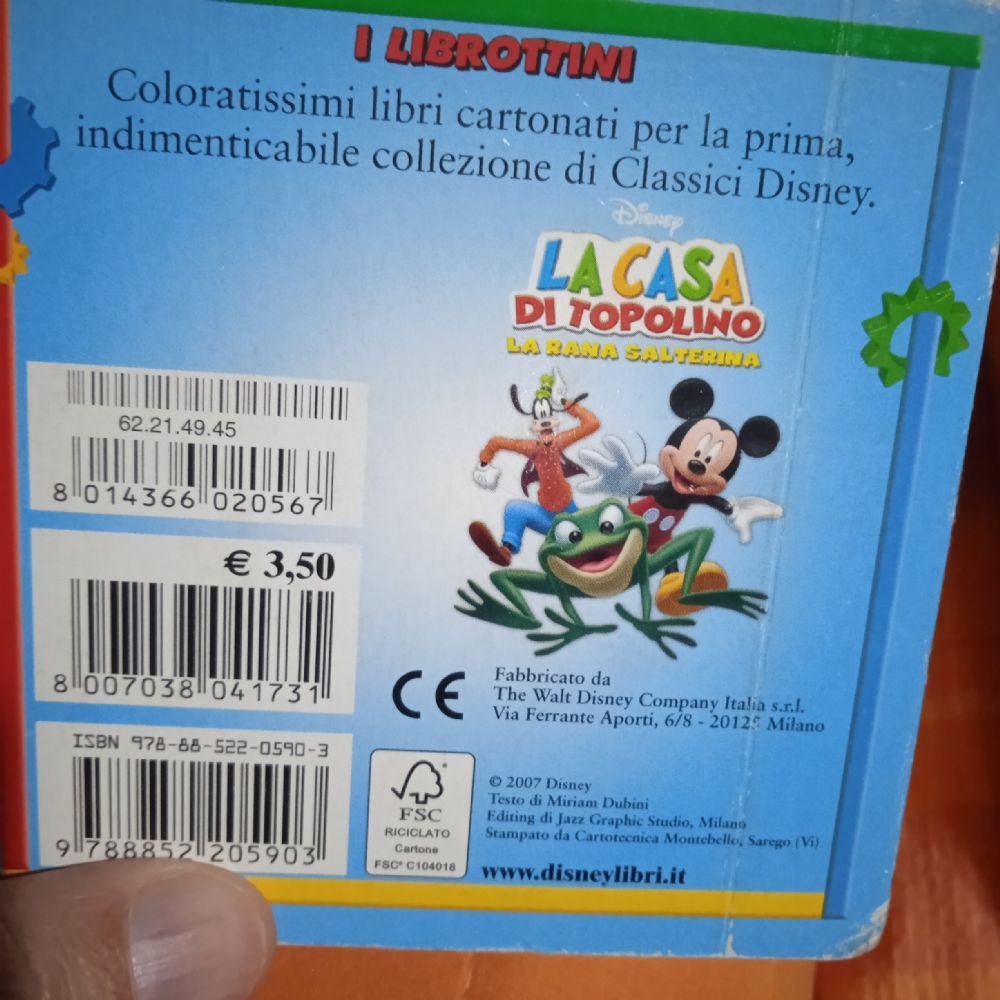 I LIBROTTINI
Coloratissimi libri cartonati per la prima,
indimenticabile collezione di Classici Disney.
Disney
LA CASA
DI TOPOLINO
LA RANA SALTERINA
62.21.49.45
8 014366 020567
€ 3,50
8 007038 041731
ISBN 978-88-522-0590-3
9 788852 205903
CE
Fabbricato da
The Walt Disney Company Italia s.r.l.
Via Ferrante Aporti, 6/8 - 20125 Milano
FSC
RICICLATO
Cartone
FSC® C104018
© 2007 Disney
Testo di Miriam Dubini
Editing di Jazz Graphic Studio, Milano
Stampato da Cartotecnica Montebello, Sarego (Vi)
www.disneylibri.it